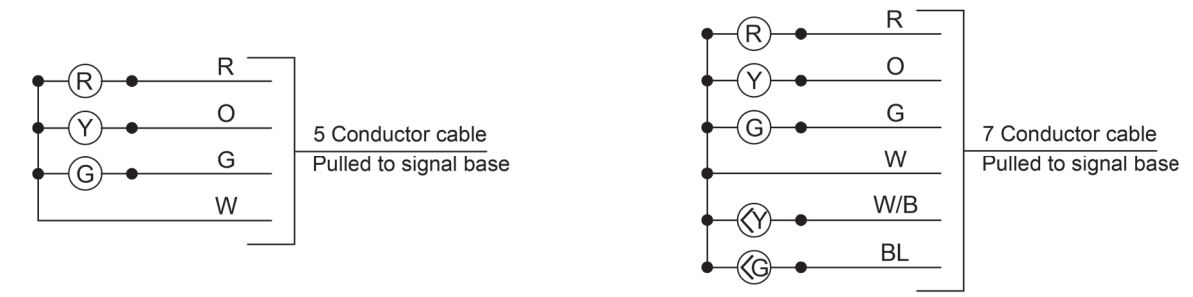 R R
Y O
G G
W
5 Conductor cable
Pulled to signal base
R R
Y O
G G
W
Y W/B
G BL
7 Conductor cable
Pulled to signal base